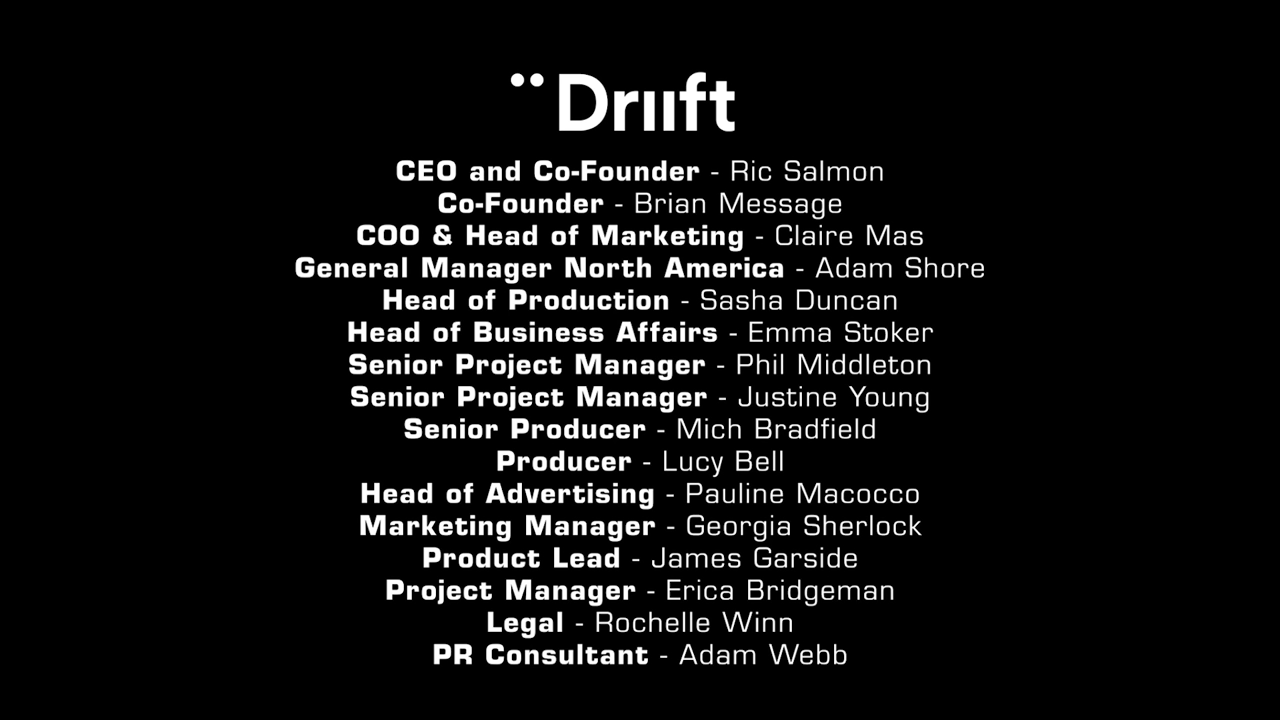 Driift
CEO and Co-Founder - Ric Salmon
Co-Founder - Brian Message
COO & Head of Marketing - Claire Mas
General Manager North America - Adam Shore
Head of Production - Sasha Duncan
Head of Business Affairs - Emma Stoker
Senior Project Manager - Phil Middleton
Senior Project Manager - Justine Young
Senior Producer - Mich Bradfield
Producer - Lucy Bell
Head of Advertising - Pauline Macocco
Marketing Manager - Georgia Sherlock
Product Lead - James Garside
Project Manager - Erica Bridgeman
Legal - Rochelle Winn
PR Consultant - Adam Webb